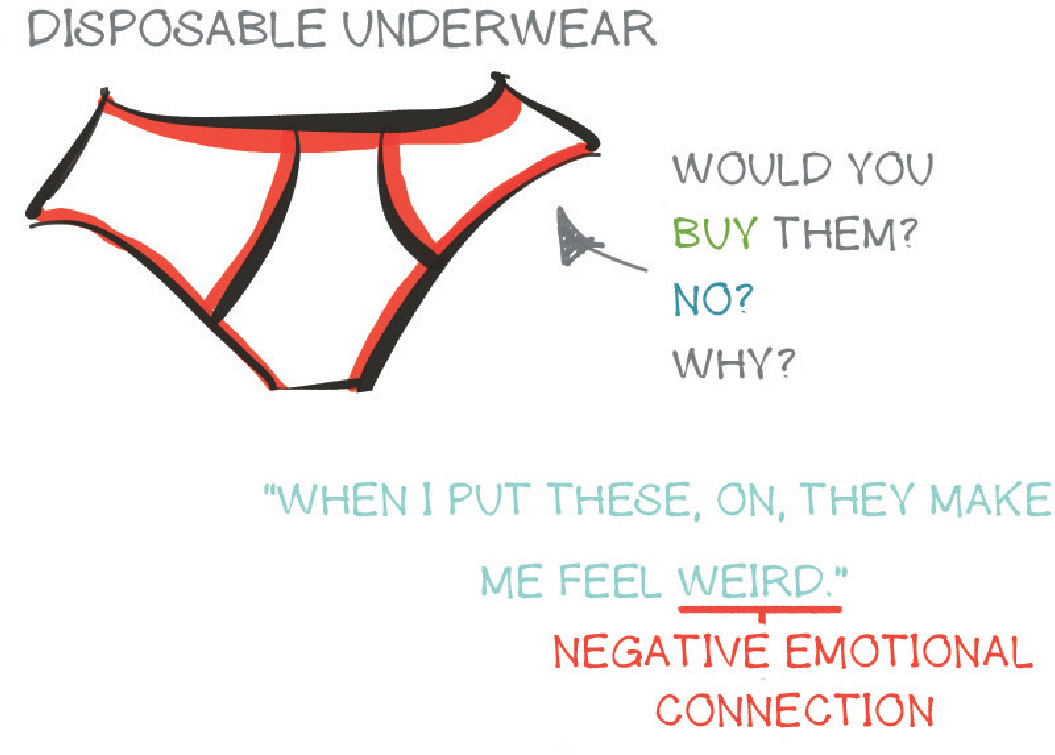 DISPOSABLE UNDERWEAR
WOULD YOU
BUY THEM?
NO?
WHY?
"WHEN I PUT THESE, ON, THEY MAKE
ME FEEL WEIRD."
NEGATIVE EMOTIONAL
CONNECTION